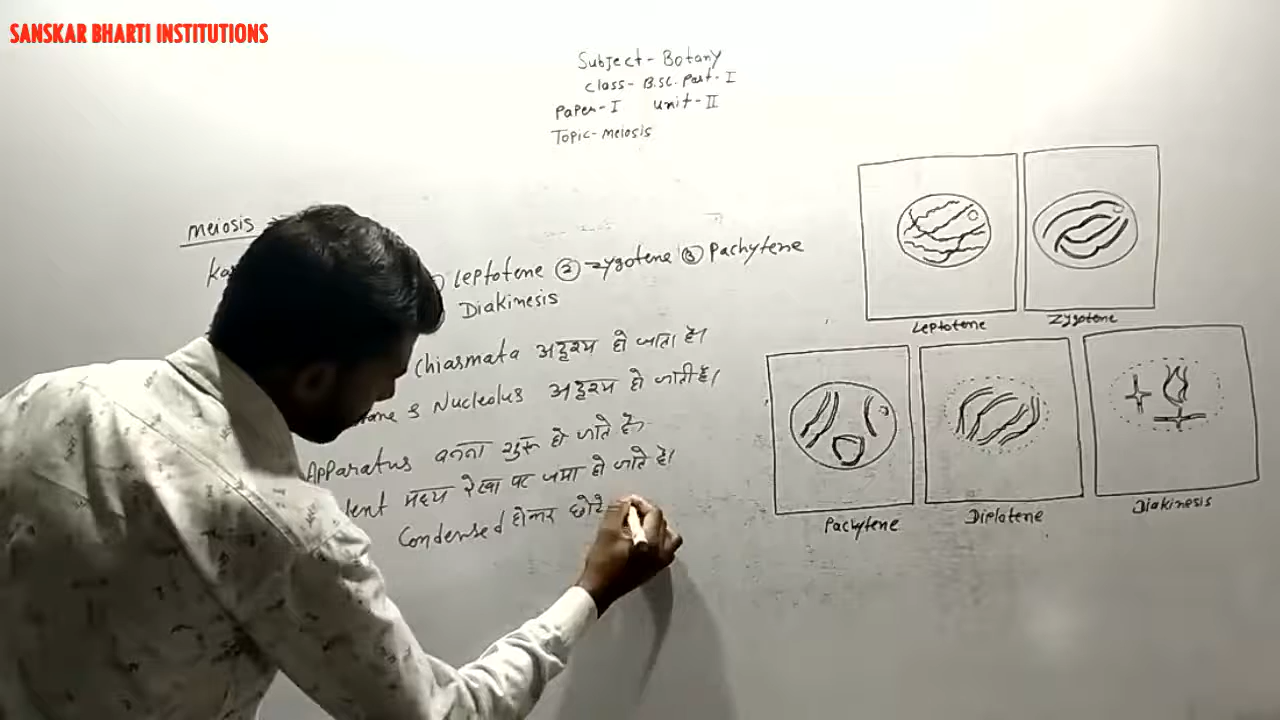 SANSKAR BHARTI INSTITUTIONS
Subject - Botany
Class - B.Sc. Part - I
Paper - I Unit - II
Topic - meiosis
meiosis
Leptotene ② Zygotene ③ Pachytene
Diakinesis
Chiasmata अदृश्य हो जाता है।
& Nucleolus अदृश्य हो जाती है।
Apparatus बनना शुरू हो जाते है।
मध्य रेखा पर जमा हो जाते है।
Condensed होकर छोटे
Leptotene
Zygotene
Pachytene
Diplotene
Diakinesis